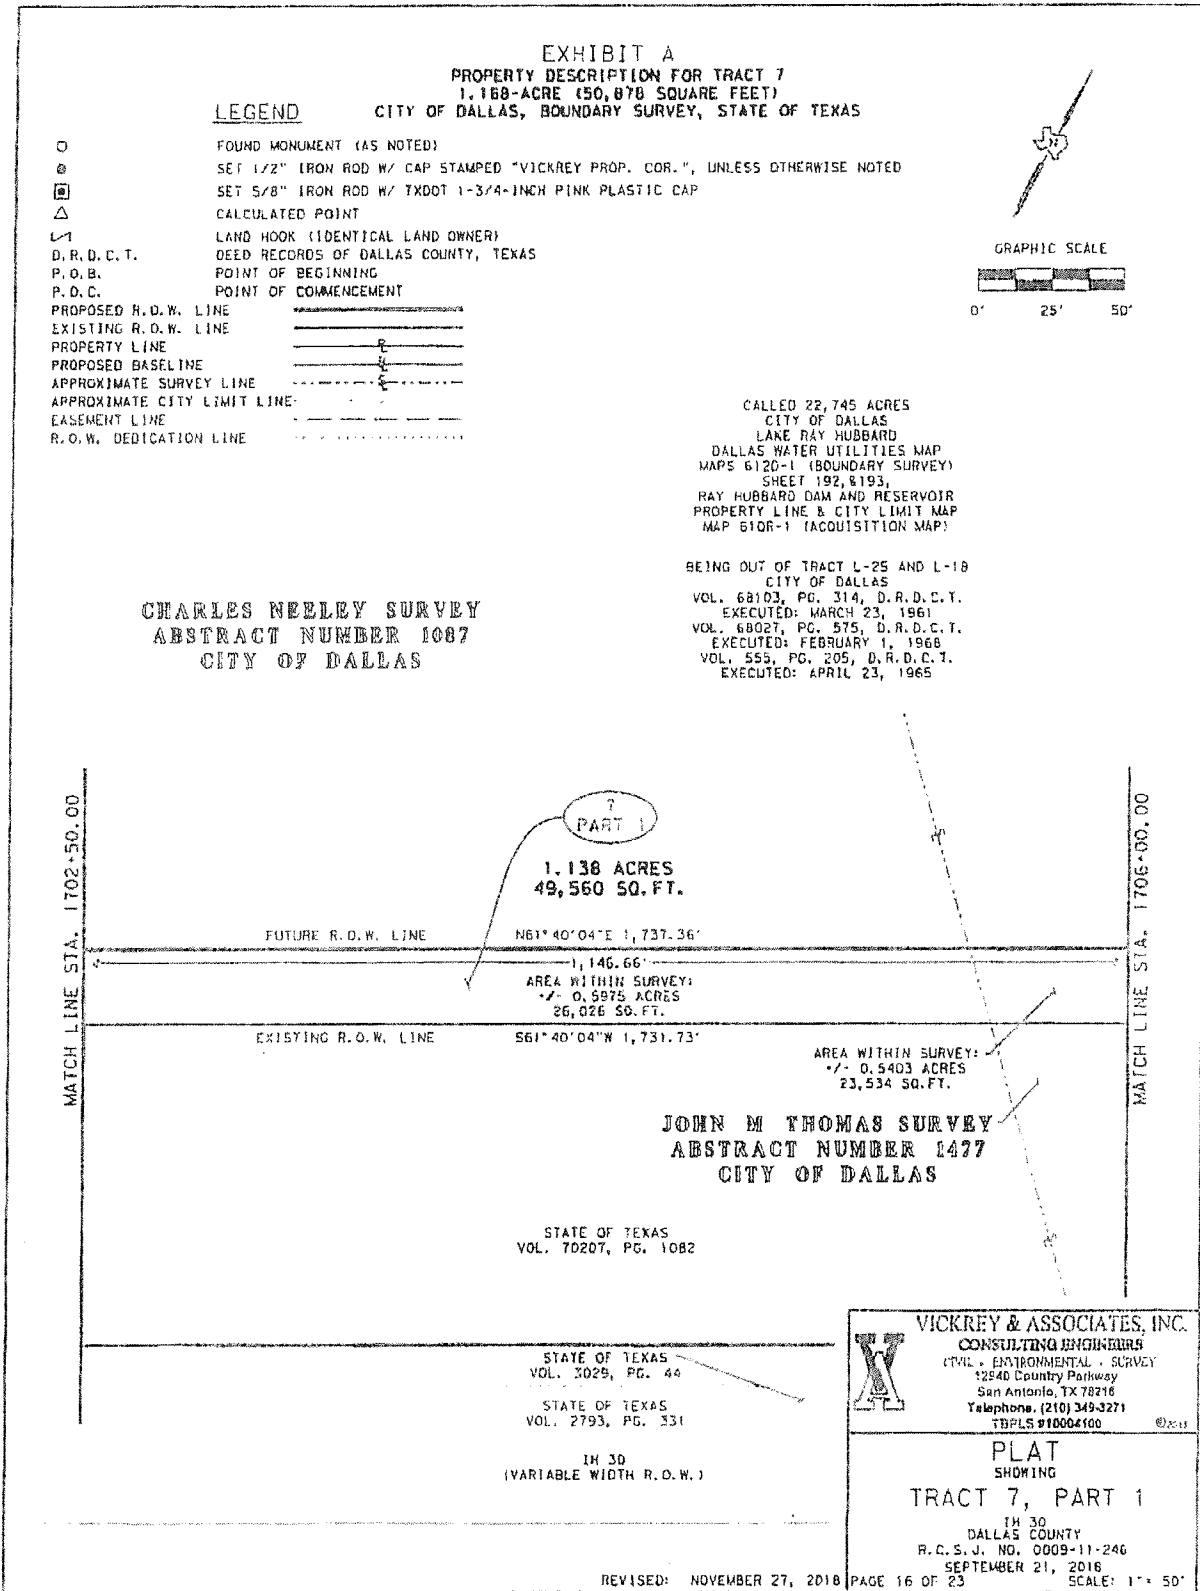 EXHIBIT A
PROPERTY DESCRIPTION FOR TRACT 7
1.168-ACRE (50,878 SQUARE FEET)
CITY OF DALLAS, BOUNDARY SURVEY, STATE OF TEXAS
LEGEND
FOUND MONUMENT (AS NOTED)
SET 1/2" IRON ROD W/ CAP STAMPED "VICKREY PROP. COR.", UNLESS OTHERWISE NOTED
SET 5/8" IRON ROD W/ TXDOT 1-3/4-INCH PINK PLASTIC CAP
CALCULATED POINT
LAND HOOK (IDENTICAL LAND OWNER)
D.R.D.C.T. DEED RECORDS OF DALLAS COUNTY, TEXAS
P.O.B. POINT OF BEGINNING
P.O.C. POINT OF COMMENCEMENT
PROPOSED R.O.W. LINE
EXISTING R.O.W. LINE
PROPERTY LINE
PROPOSED BASELINE
APPROXIMATE SURVEY LINE
APPROXIMATE CITY LIMIT LINE
EASEMENT LINE
R.O.W. DEDICATION LINE
GRAPHIC SCALE
0' 25' 50'
CALLED 22,745 ACRES
CITY OF DALLAS
LAKE RAY HUBBARD
DALLAS WATER UTILITIES MAP
MAPS 612D-1 (BOUNDARY SURVEY)
SHEET 192,&193,
RAY HUBBARD DAM AND RESERVOIR
PROPERTY LINE & CITY LIMIT MAP
MAP 610R-1 (ACQUISITION MAP)
BEING OUT OF TRACT L-25 AND L-18
CITY OF DALLAS
VOL. 68103, PG. 314, D.R.D.C.T.
EXECUTED: MARCH 23, 1961
VOL. 68027, PG. 575, D.R.D.C.T.
EXECUTED: FEBRUARY 1, 1968
VOL. 555, PG. 205, D.R.D.C.T.
EXECUTED: APRIL 23, 1965
CHARLES NEELEY SURVEY
ABSTRACT NUMBER 1087
CITY OF DALLAS
MATCH LINE STA. 1702+50.00
7
PART 1
1.138 ACRES
49,560 SQ.FT.
MATCH LINE STA. 1706+00.00
FUTURE R.O.W. LINE N61°40'04"E 1,737.36'
1,146.66'
AREA WITHIN SURVEY:
+/- 0.5975 ACRES
26,026 SQ.FT.
EXISTING R.O.W. LINE S61°40'04"W 1,731.73'
AREA WITHIN SURVEY:
+/- 0.5403 ACRES
23,534 SQ.FT.
JOHN M THOMAS SURVEY
ABSTRACT NUMBER 1477
CITY OF DALLAS
STATE OF TEXAS
VOL. 70207, PG. 1082
STATE OF TEXAS
VOL. 3029, PG. 44
STATE OF TEXAS
VOL. 2793, PG. 331
IH 30
(VARIABLE WIDTH R.O.W.)
VICKREY & ASSOCIATES, INC.
CONSULTING ENGINEERS
CIVIL • ENVIRONMENTAL • SURVEY
12940 Country Parkway
San Antonio, TX 78216
Telephone. (210) 349-3271
TBPLS #10004100
PLAT
SHOWING
TRACT 7, PART 1
IH 30
DALLAS COUNTY
R.C.S.J. NO. 0009-11-246
SEPTEMBER 21, 2018
REVISED: NOVEMBER 27, 2018 PAGE 16 OF 23 SCALE: 1"= 50'